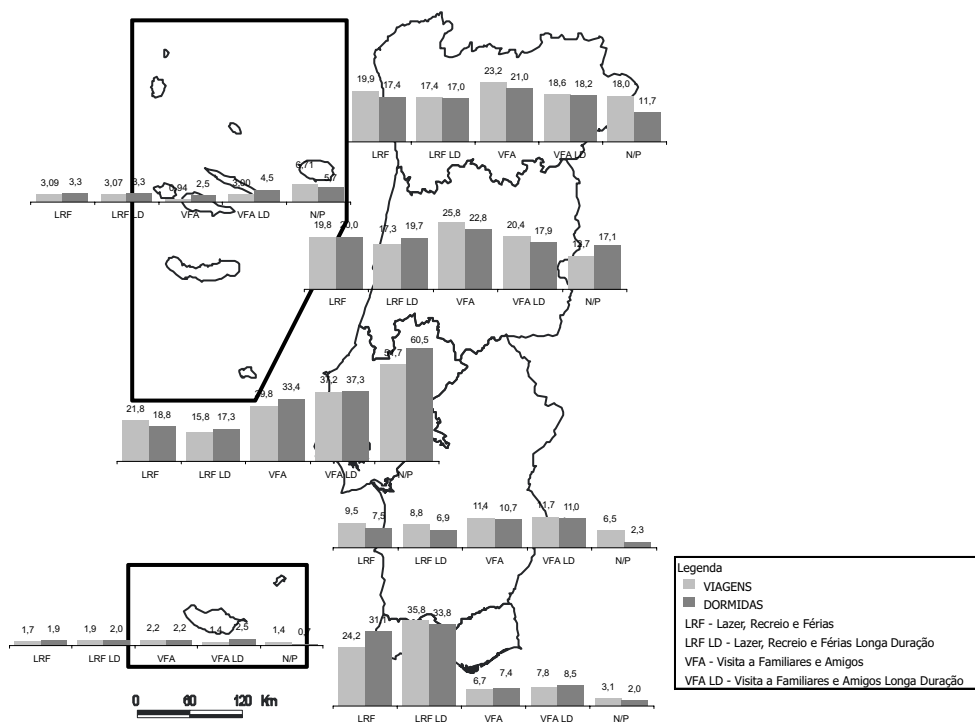 19,9 17,4 17,4 17,0 23,2 21,0 18,6 18,2 18,0 11,7
LRF LRF LD VFA VFA LD N/P
3,09 3,3 3,07 3,3 0,94 2,5 3,00 4,5 6,71 5,7
LRF LRF LD VFA VFA LD N/P
19,8 20,0 17,3 19,7 25,8 22,8 20,4 17,9 12,7 17,1
LRF LRF LD VFA VFA LD N/P
21,8 18,8 15,8 17,3 29,8 33,4 37,2 37,3 51,7 60,5
LRF LRF LD VFA VFA LD N/P
9,5 7,5 8,8 6,9 11,4 10,7 11,7 11,0 6,5 2,3
LRF LRF LD VFA VFA LD N/P
1,7 1,9 1,9 2,0 2,2 2,2 1,4 2,5 1,4 0,7
LRF LRF LD VFA VFA LD N/P
24,2 31,1 35,8 33,8 6,7 7,4 7,8 8,5 3,1 2,0
LRF LRF LD VFA VFA LD N/P
0 60 120 Km
Legenda
VIAGENS
DORMIDAS
LRF - Lazer, Recreio e Férias
LRF LD - Lazer, Recreio e Férias Longa Duração
VFA - Visita a Familiares e Amigos
VFA LD - Visita a Familiares e Amigos Longa Duração